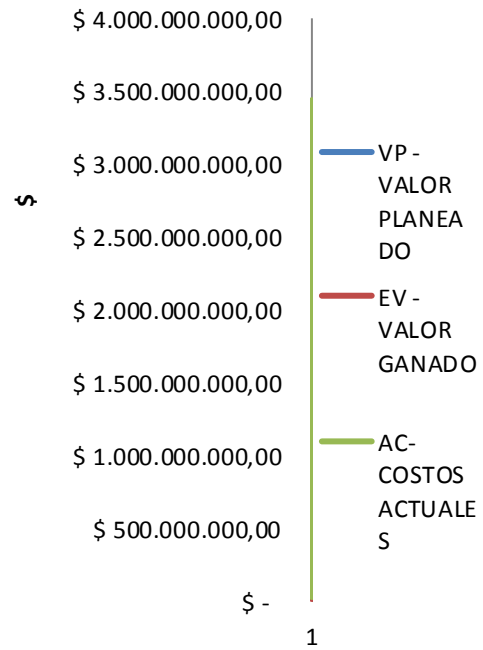 $ 4.000.000.000,00
$ 3.500.000.000,00
$ 3.000.000.000,00
$ 2.500.000.000,00
$ 2.000.000.000,00
$ 1.500.000.000,00
$ 1.000.000.000,00
$ 500.000.000,00
$ -
$
1
VP -
VALOR
PLANEA
DO
EV -
VALOR
GANADO
AC-
COSTOS
ACTUALE
S